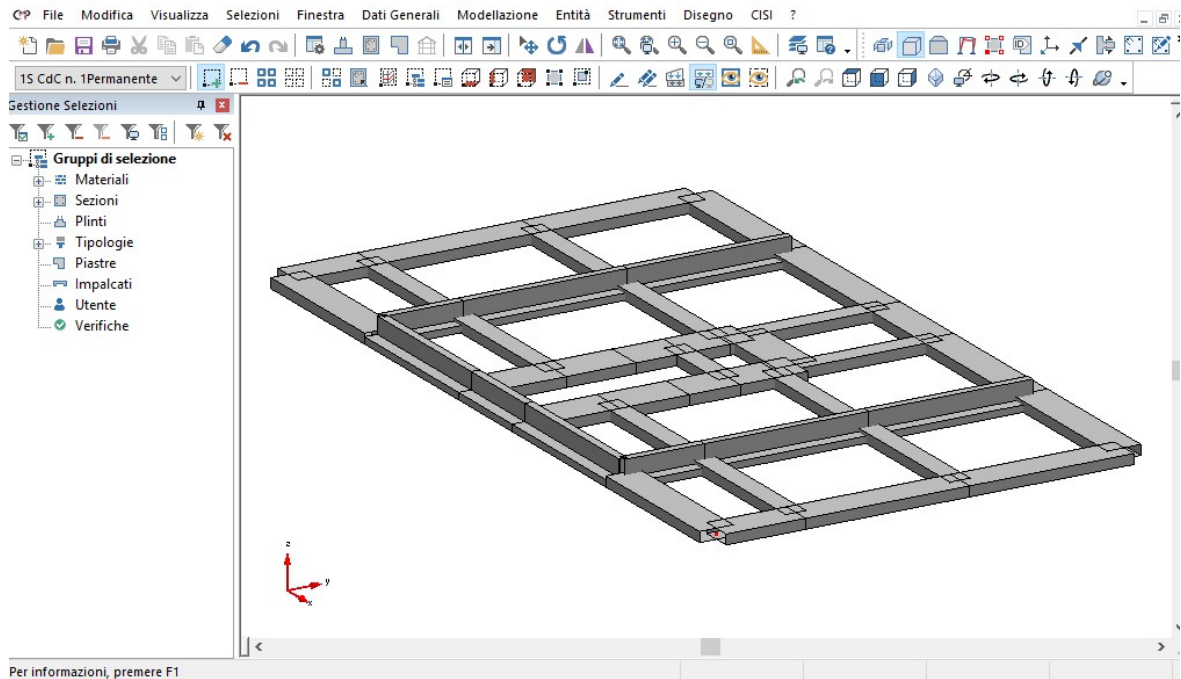 CMP File Modifica Visualizza Selezioni Finestra Dati Generali Modellazione Entità Strumenti Disegno CISI ?
1S CdC n. 1Permanente
Gestione Selezioni
Gruppi di selezione
Materiali
Sezioni
Plinti
Tipologie
Piastre
Impalcati
Utente
Verifiche
z
y
x
Per informazioni, premere F1